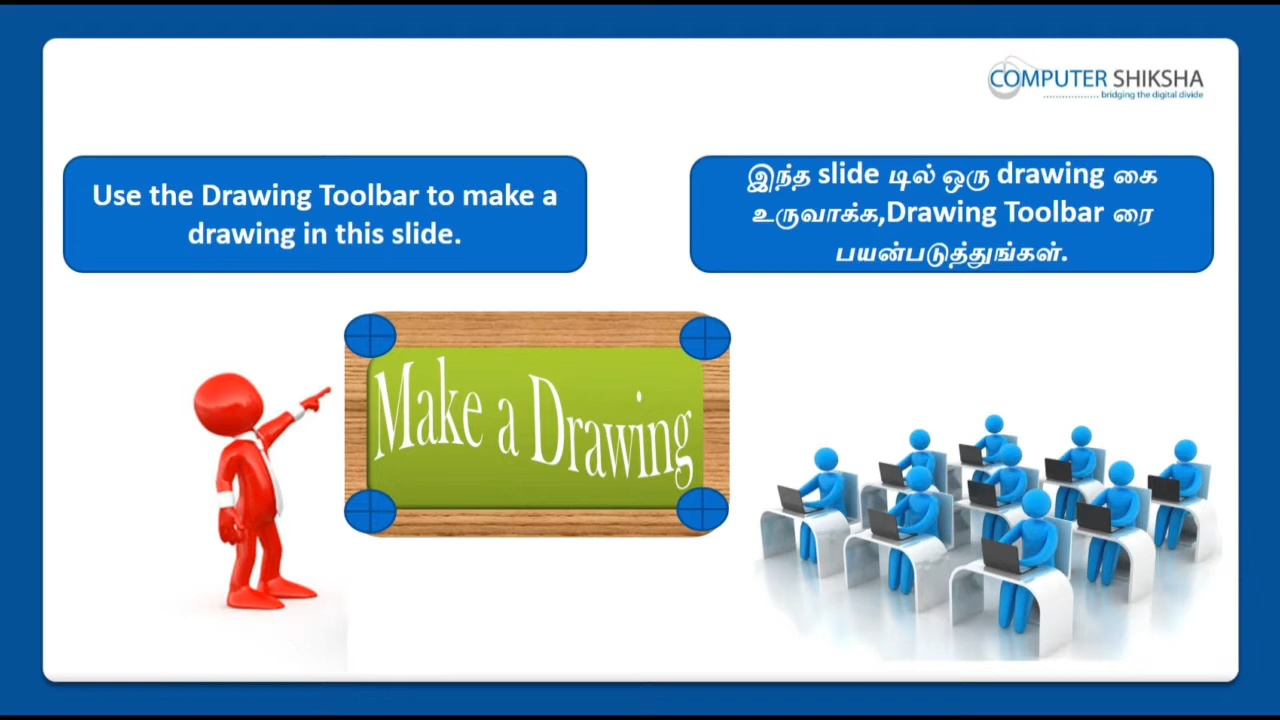 COMPUTER SHIKSHA
bridging the digital divide
Use the Drawing Toolbar to make a
drawing in this slide.
இந்த slide டில் ஒரு drawing கை
உருவாக்க,Drawing Toolbar ரை
பயன்படுத்துங்கள்.
Make a Drawing